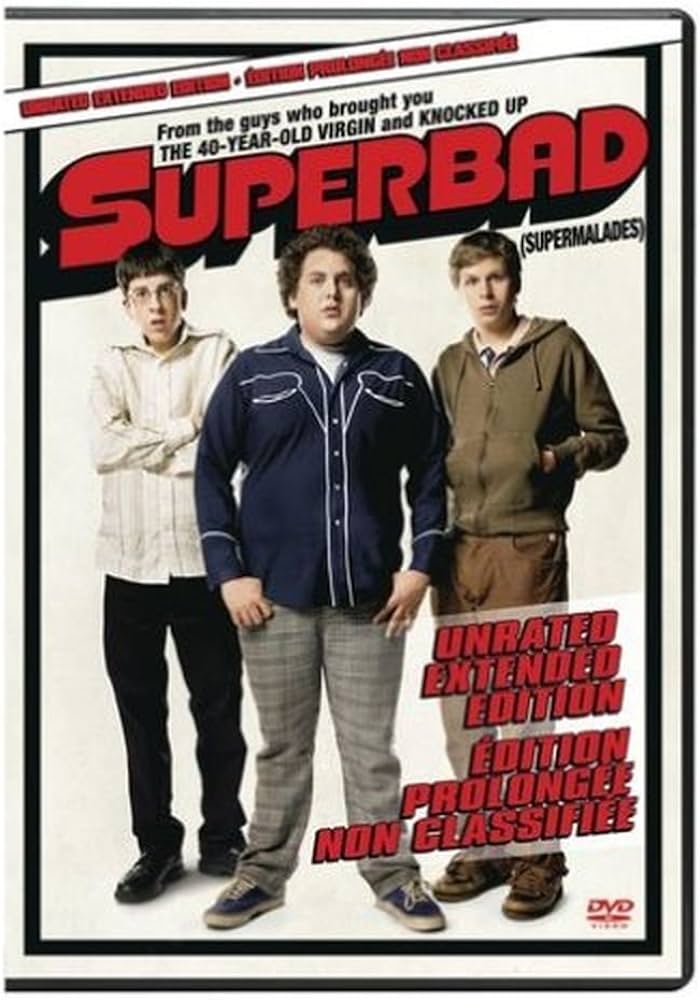 UNRATED EXTENDED EDITION • ÉDITION PROLONGÉE NON CLASSIFIÉE
From the guys who brought you
THE 40-YEAR-OLD VIRGIN and KNOCKED UP
SUPERBAD
(SUPERMALADES)
UNRATED
EXTENDED
EDITION
ÉDITION
PROLONGÉE
NON CLASSIFIÉE
DVD
VIDEO